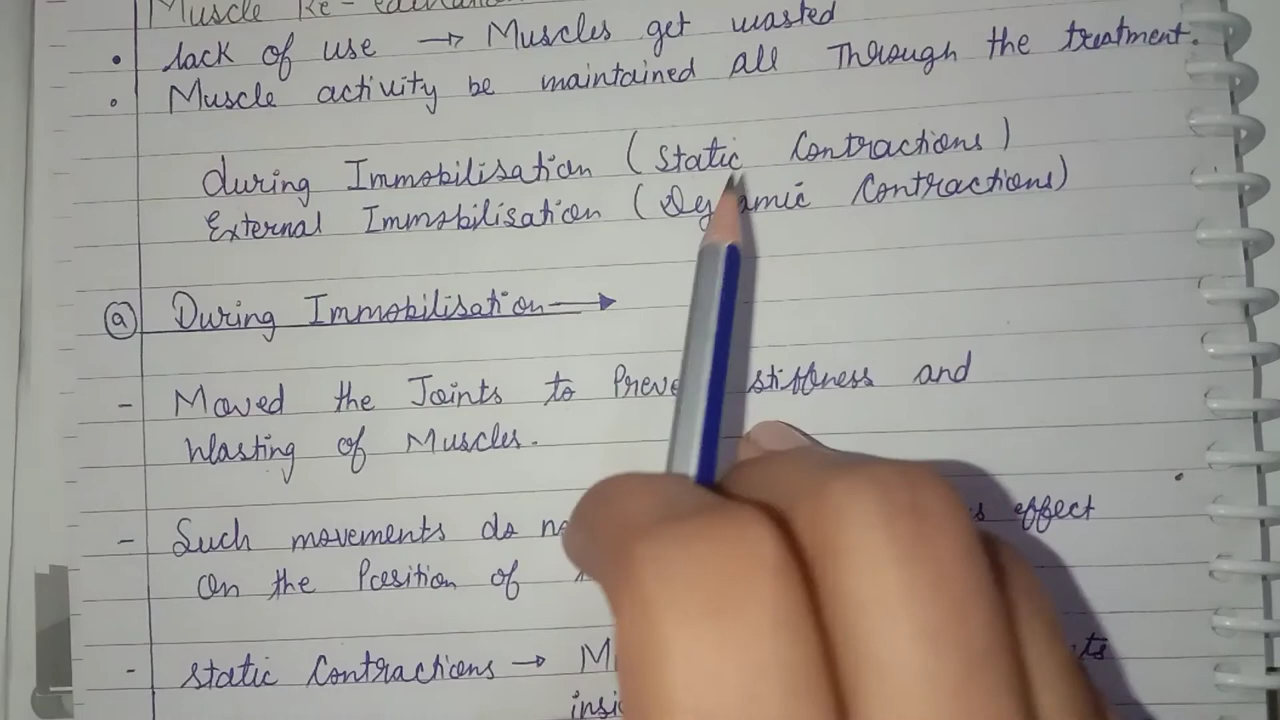 Muscle Re-
• lack of use → Muscles get wasted
• Muscle activity be maintained all Through the treatment.
during Immobilisation (static Contractions)
External Immobilisation (Dynamic Contractions)
(a) During Immobilisation →
- Moved the Joints to stiffness and
Wasting of Muscles.
- Such movements do effect
on the Position of
- static Contractions →